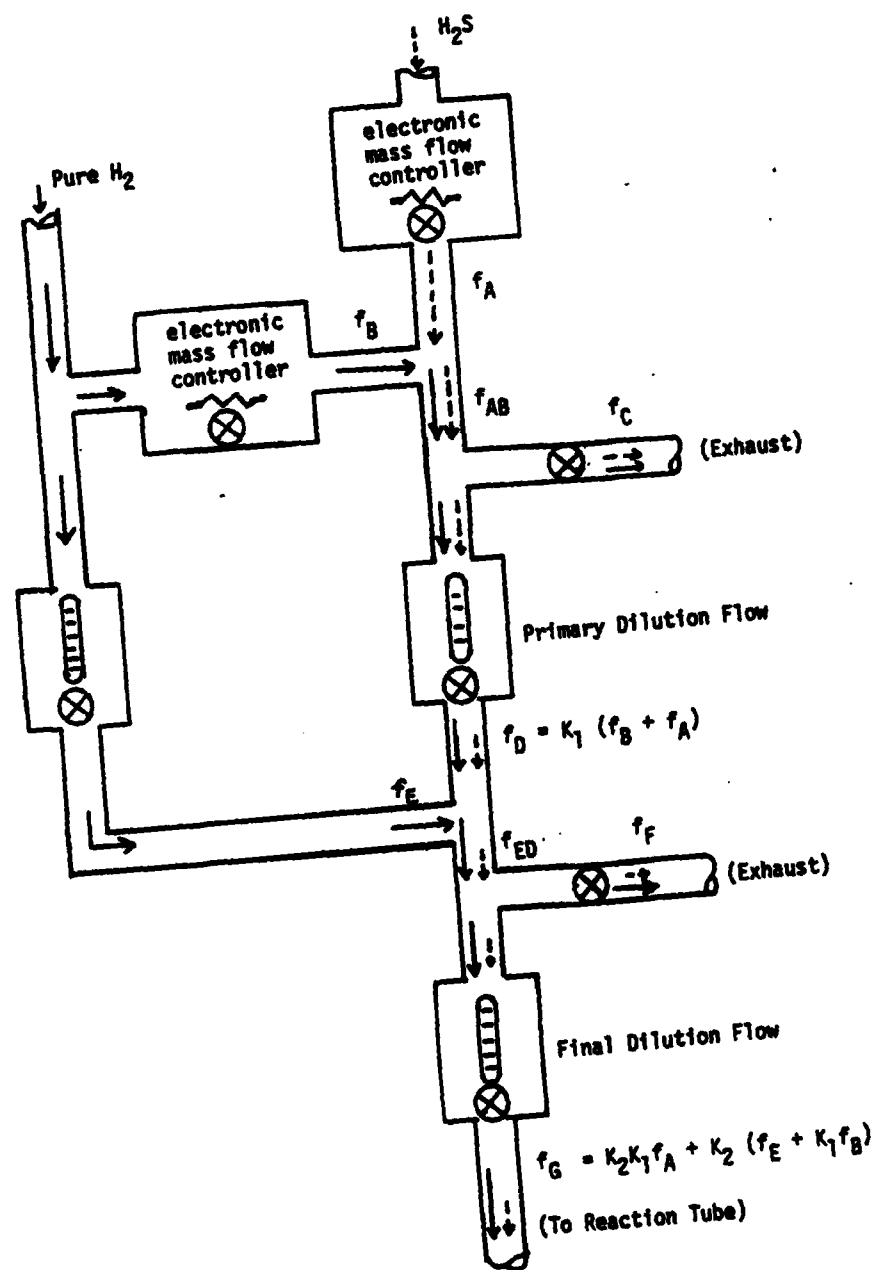 H₂S
electronic
mass flow
controller
Pure H₂
f_A
electronic
mass flow
controller
f_B
f_AB
f_C
(Exhaust)
Primary Dilution Flow
f_D = K₁ (f_B + f_A)
f_E
f_ED
f_F
(Exhaust)
Final Dilution Flow
f_G = K₂K₁f_A + K₂ (f_E + K₁f_B)
(To Reaction Tube)